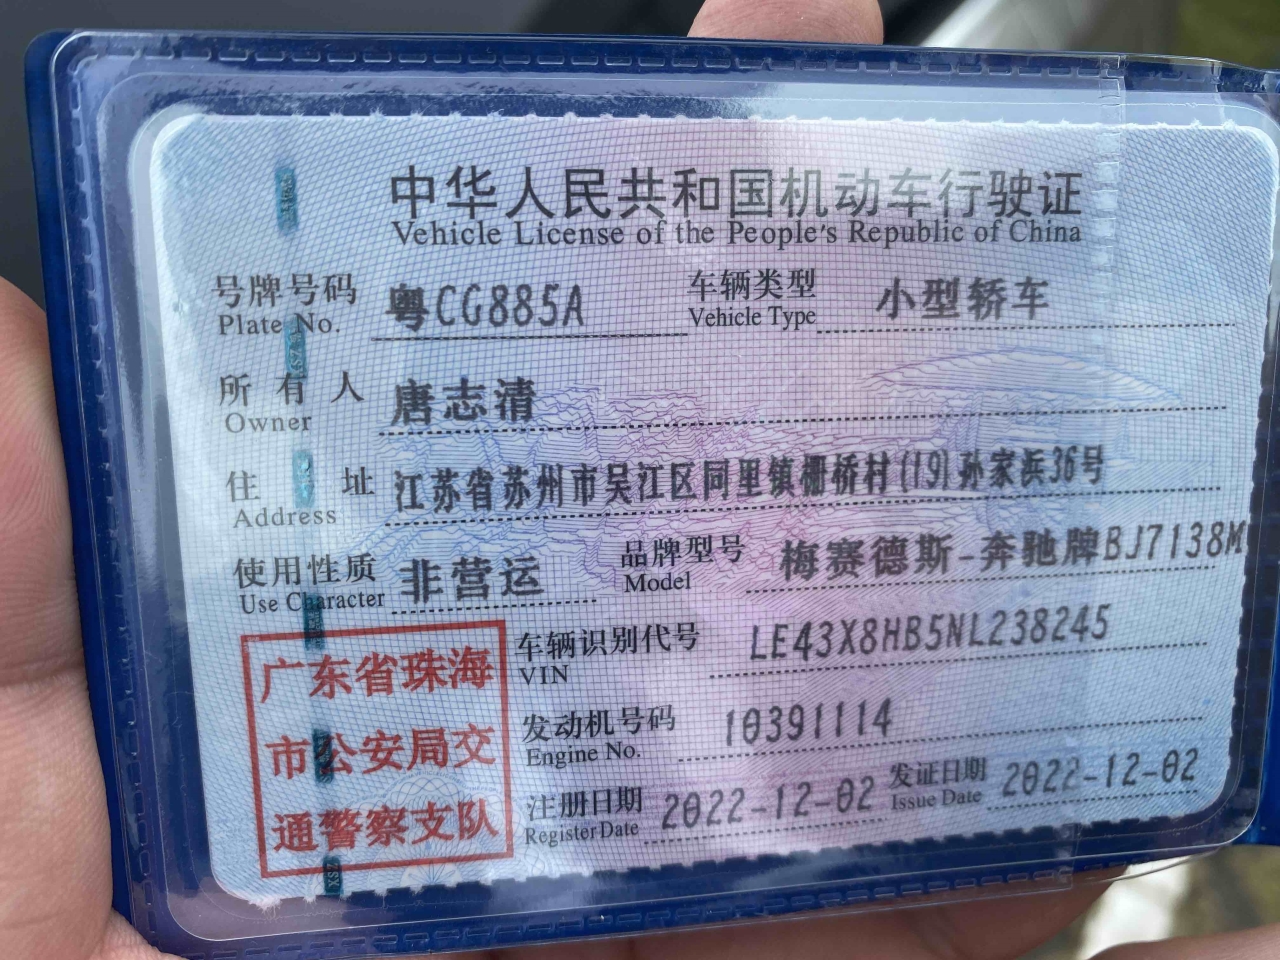 中华人民共和国机动车行驶证
Vehicle License of the People's Republic of China
号牌号码 粤CG885A 车辆类型 小型轿车
Plate No. Vehicle Type
所有人 唐志清
Owner
住址 江苏省苏州市吴江区同里镇栅桥村(19)孙家浜36号
Address
使用性质 非营运 品牌型号 梅赛德斯-奔驰牌BJ7138M
Use Character Model
车辆识别代号 LE43X8HB5NL238245
VIN
发动机号码 10391114
Engine No.
注册日期 2022-12-02 发证日期 2022-12-02
Register Date Issue Date
广东省珠海
市公安局交
通警察支队